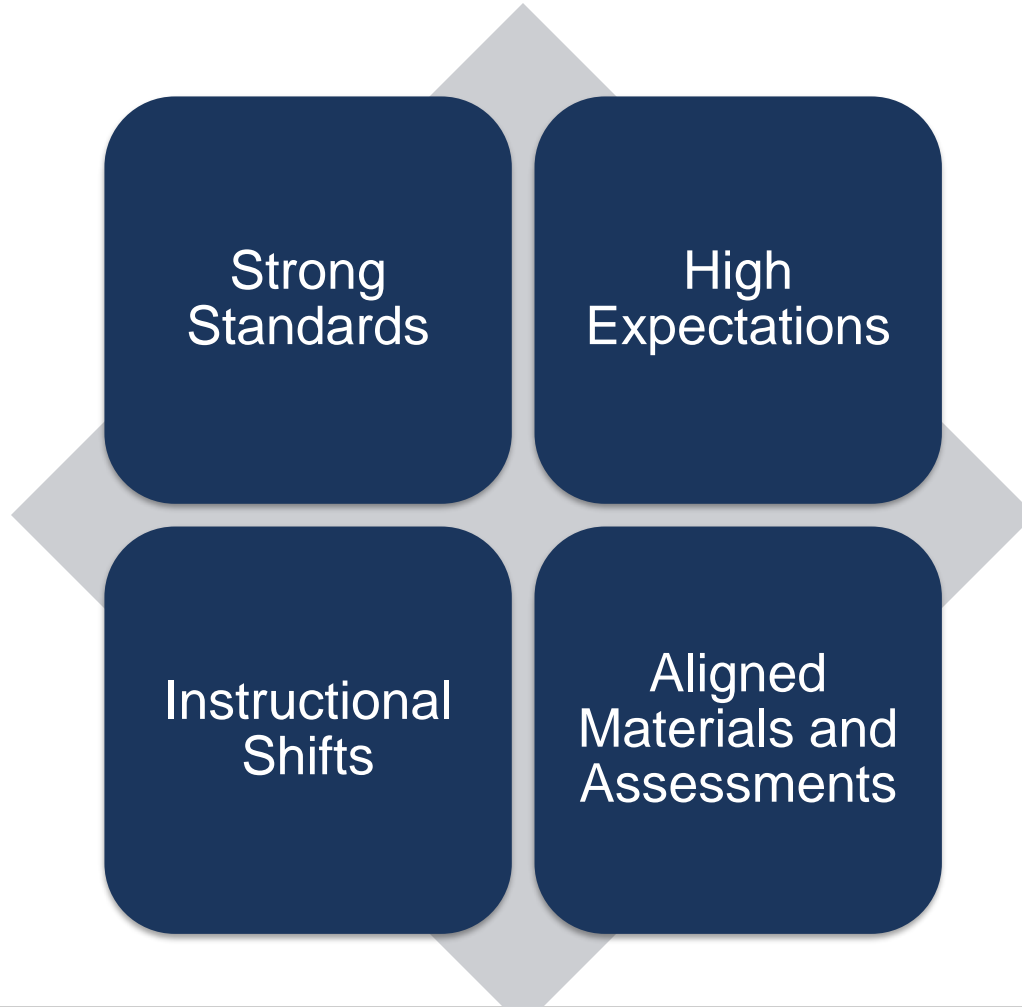 Strong
Standards
High
Expectations
Instructional
Shifts
Aligned
Materials and
Assessments